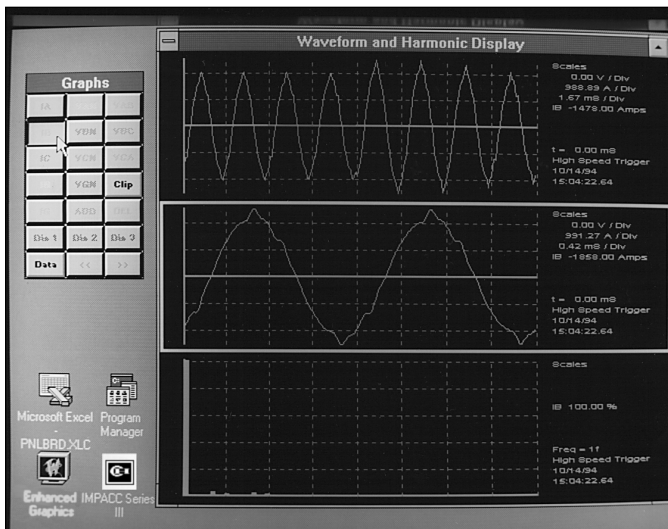 Waveform and Harmonic Display
Graphs
IA
IC
VCN
VCA
VGN
Clip
ADD
DEL
Dis 1
Dis 2
Dis 3
Data
<<
>>
Scales
0.00 V / Div
988.89 A / Div
1.67 mS / Div
IB -1478.00 Amps
t = 0.00 mS
High Speed Trigger
10/14/94
15:04:22.64
Scales
0.00 V / Div
991.27 A / Div
0.42 mS / Div
IB -1858.00 Amps
t = 0.00 mS
High Speed Trigger
10/14/94
15:04:22.64
Scales
IB 100.00 %
Freq = 1f
High Speed Trigger
10/14/94
15:04:22.64
Microsoft Excel
-
PNLBRD.XLC
Program
Manager
Enhanced
Graphics
IMPACC Series
III